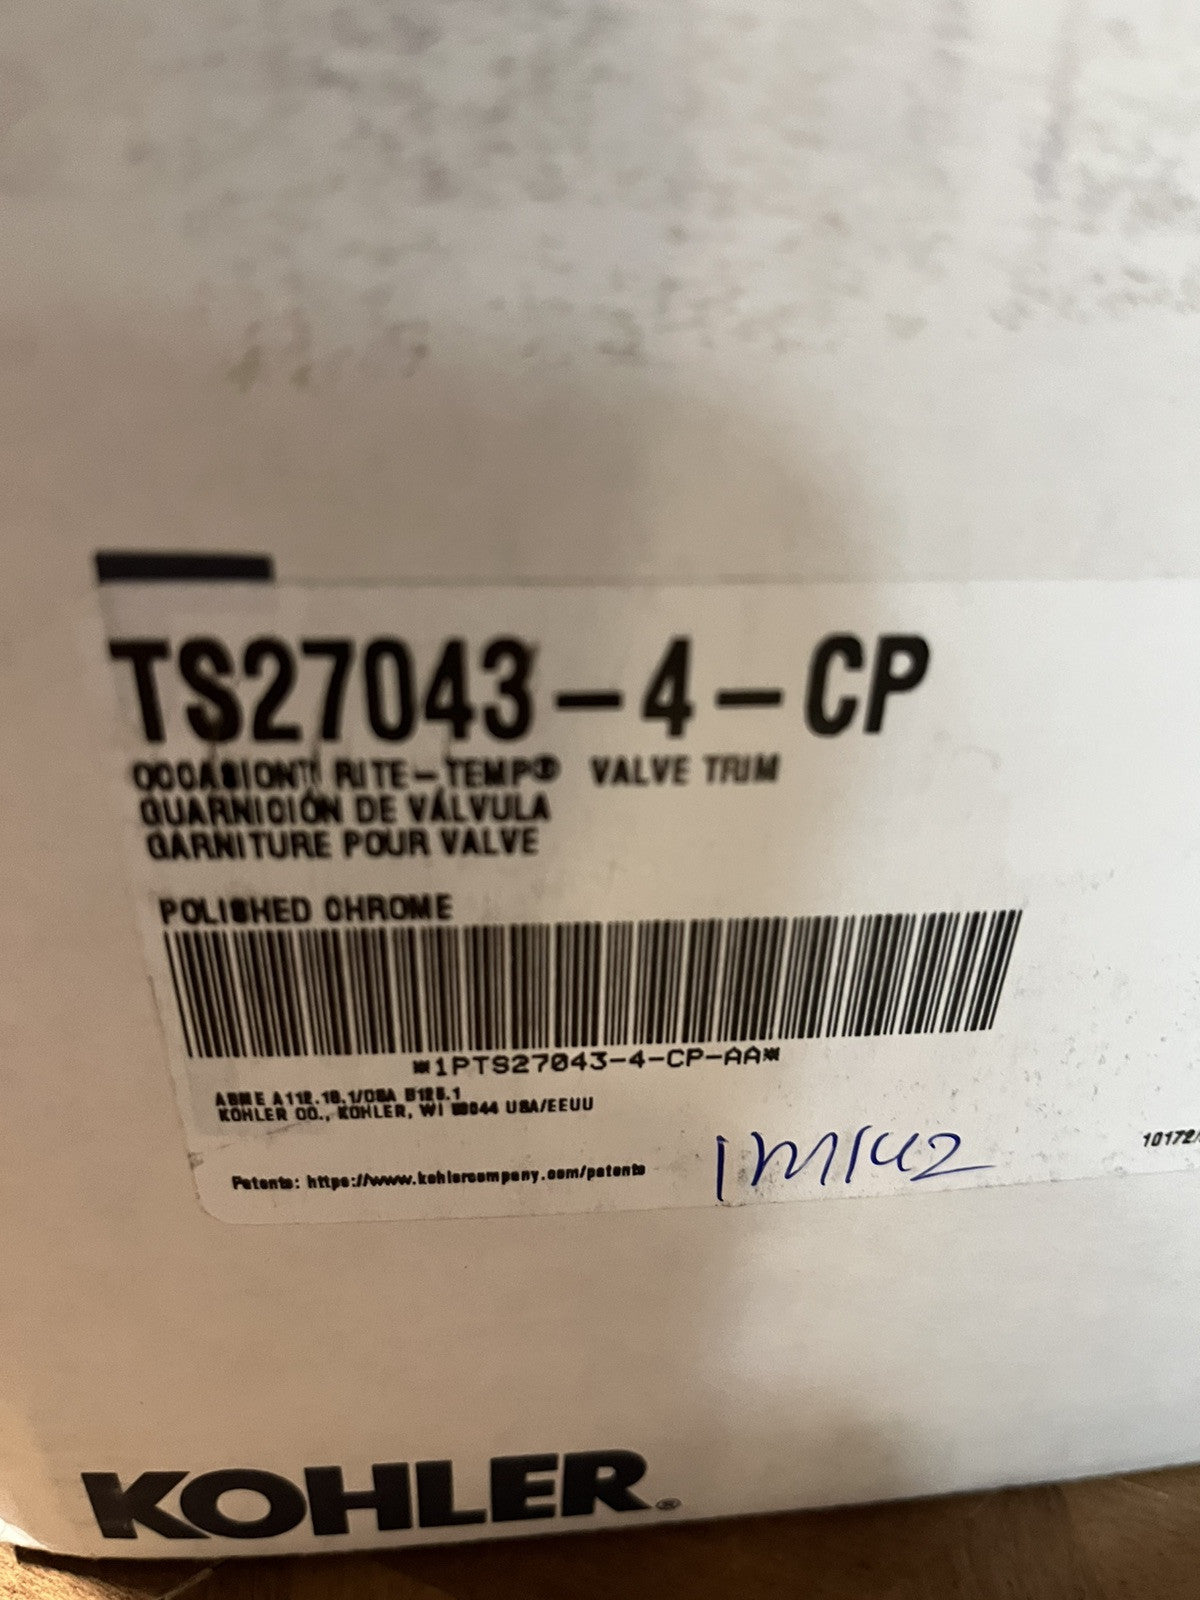 TS27043-4-CP
OCCASION™ RITE-TEMP® VALVE TRIM
GUARNICIÓN DE VÁLVULA
GARNITURE POUR VALVE
POLISHED CHROME
*1PTS27043-4-CP-AA*
ASME A112.18.1/CSA B125.1
KOHLER CO., KOHLER, WI 53044 USA/EEUU
Patents: https://www.kohlercompany.com/patents
10172
KOHLER®